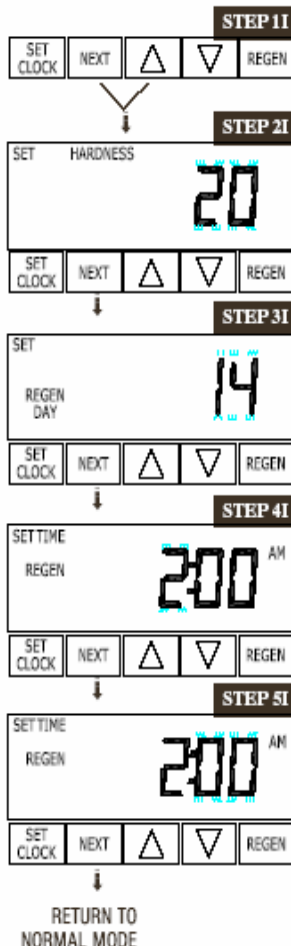 STEP 1I
SET CLOCK NEXT REGEN
STEP 2I
SET HARDNESS
20
SET CLOCK NEXT REGEN
STEP 3I
SET
14
REGEN
DAY
SET CLOCK NEXT REGEN
STEP 4I
SET TIME
REGEN
2:00 AM
SET CLOCK NEXT REGEN
STEP 5I
SET TIME
REGEN
2:00 AM
SET CLOCK NEXT REGEN
RETURN TO
NORMAL MODE